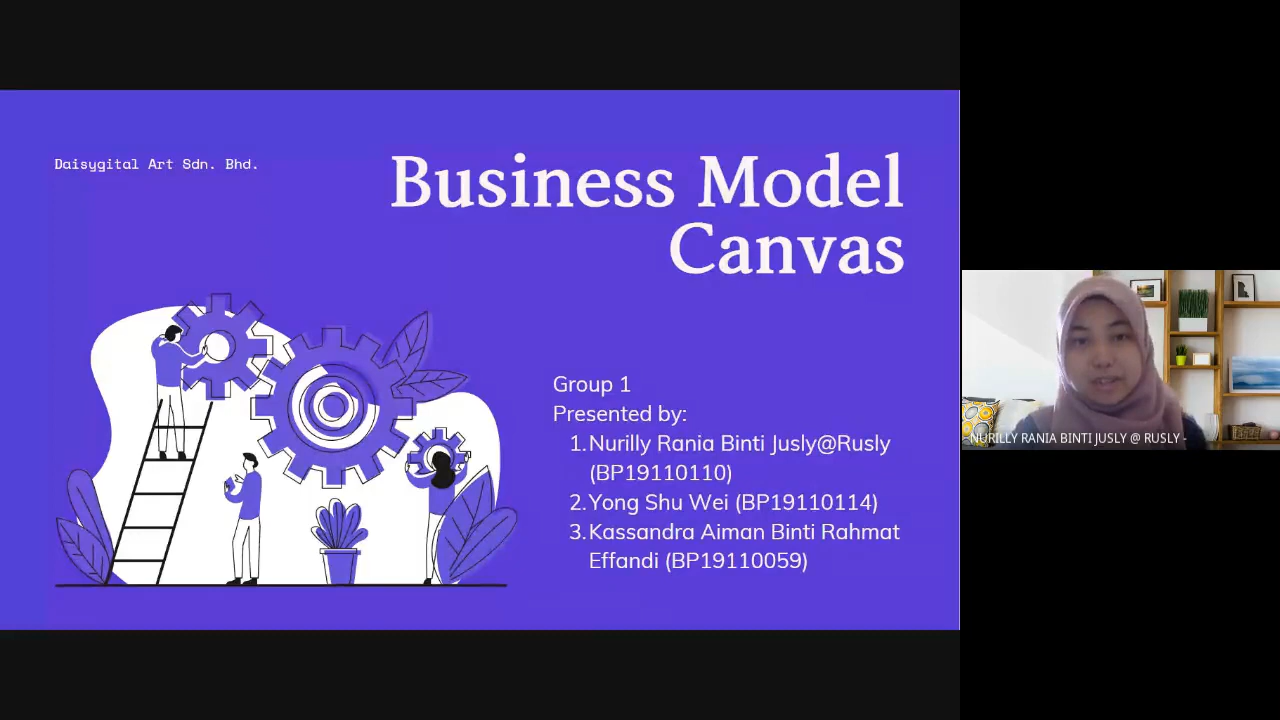 Daisygital Art Sdn. Bhd.
Business Model
Canvas
Group 1
Presented by:
1.Nurilly Rania Binti Jusly@Rusly
(BP19110110)
2.Yong Shu Wei (BP19110114)
3.Kassandra Aiman Binti Rahmat
Effandi (BP19110059)
NURILLY RANIA BINTI JUSLY @ RUSLY -